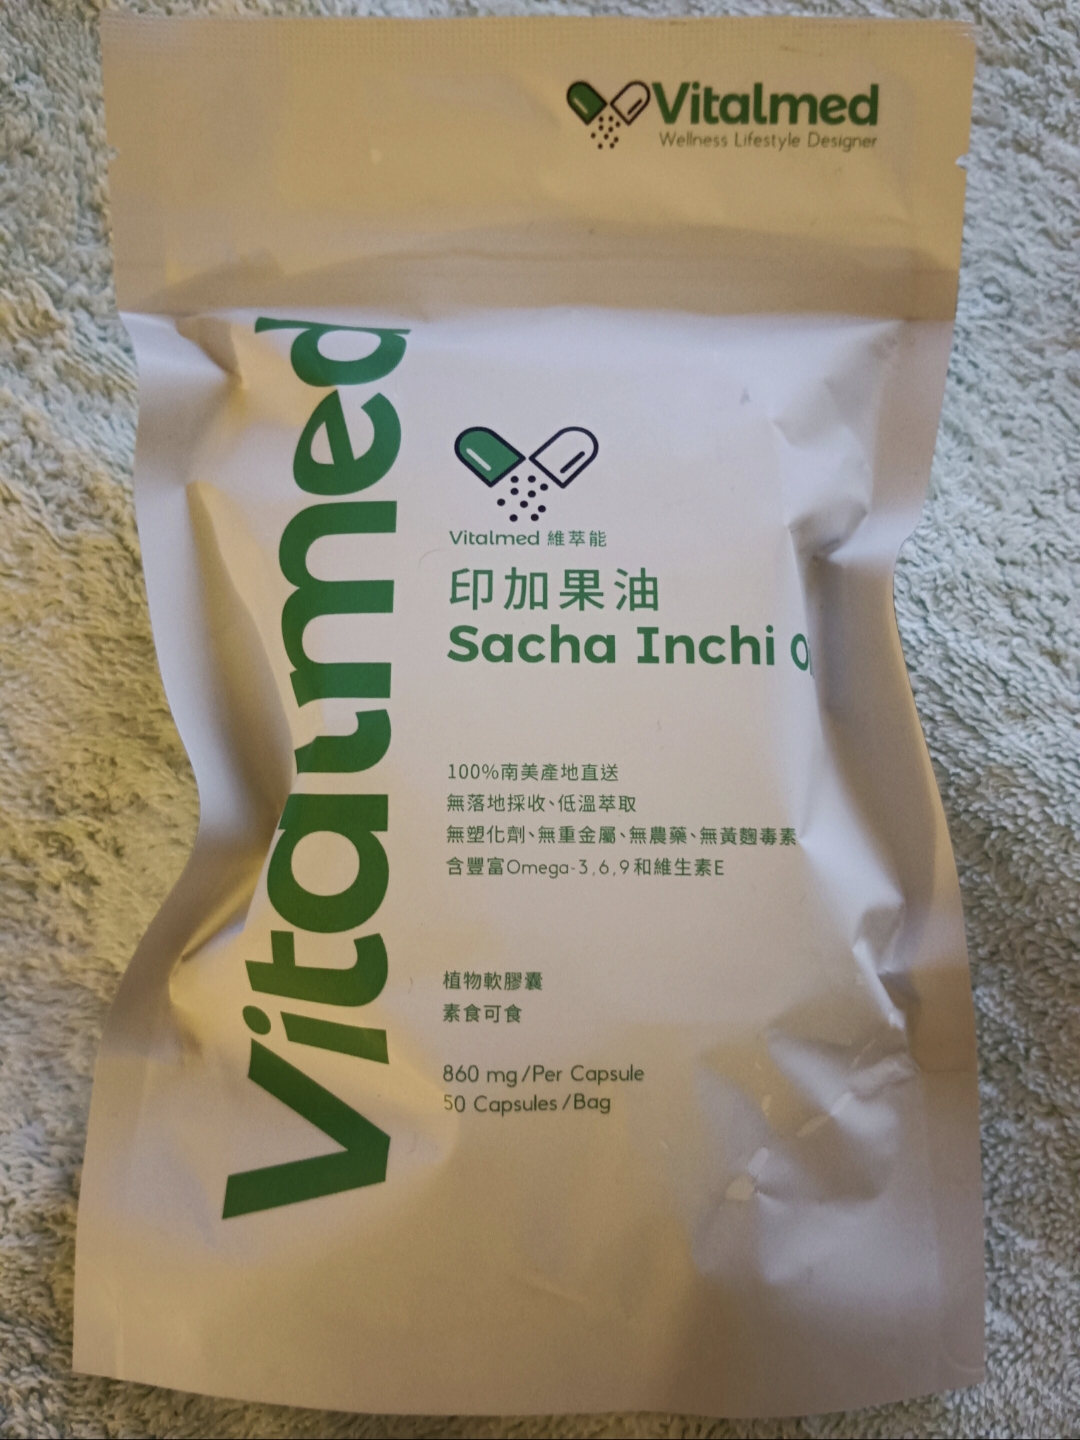 Vitalmed
Wellness Lifestyle Designer
Vitalmed
Vitalmed 維萃能
印加果油
Sacha Inchi
100%南美產地直送
無落地採收、低溫萃取
無塑化劑、無重金屬、無農藥、無黃麴毒素
含豐富Omega-3,6,9和維生素E
植物軟膠囊
素食可食
860 mg/Per Capsule
50 Capsules/Bag